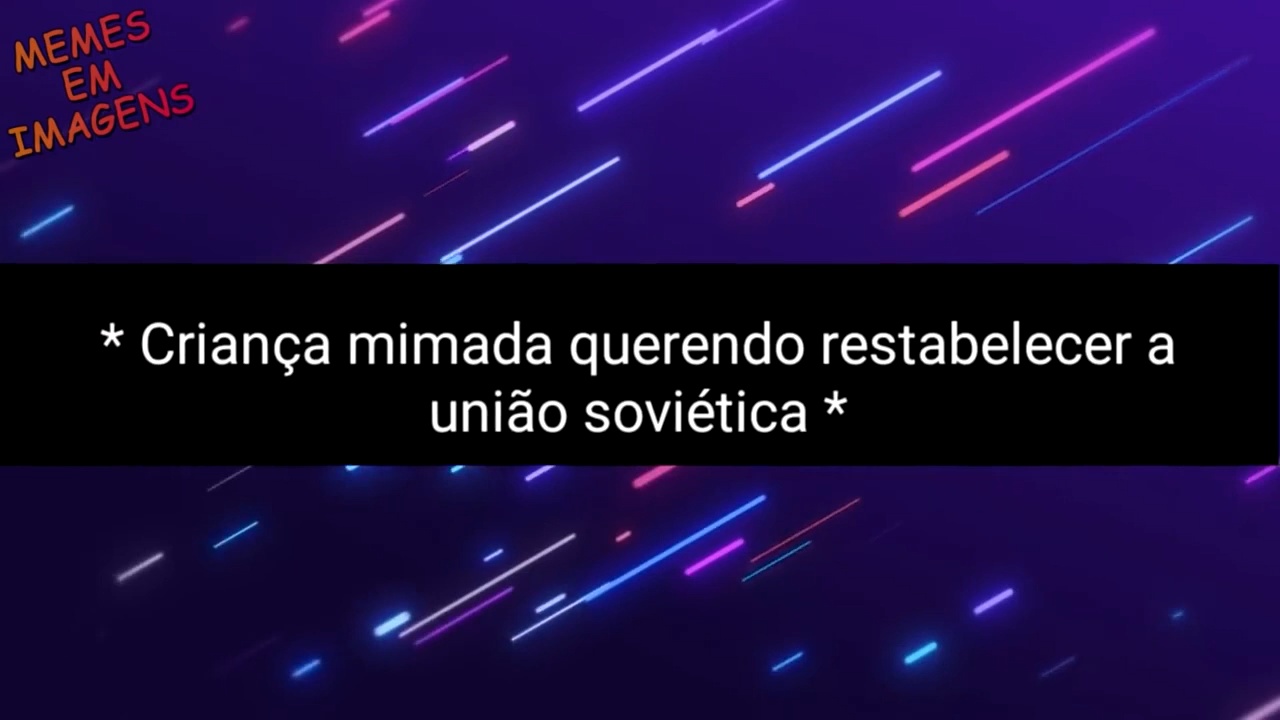 MEMES
EM
IMAGENS
* Criança mimada querendo restabelecer a
união soviética *